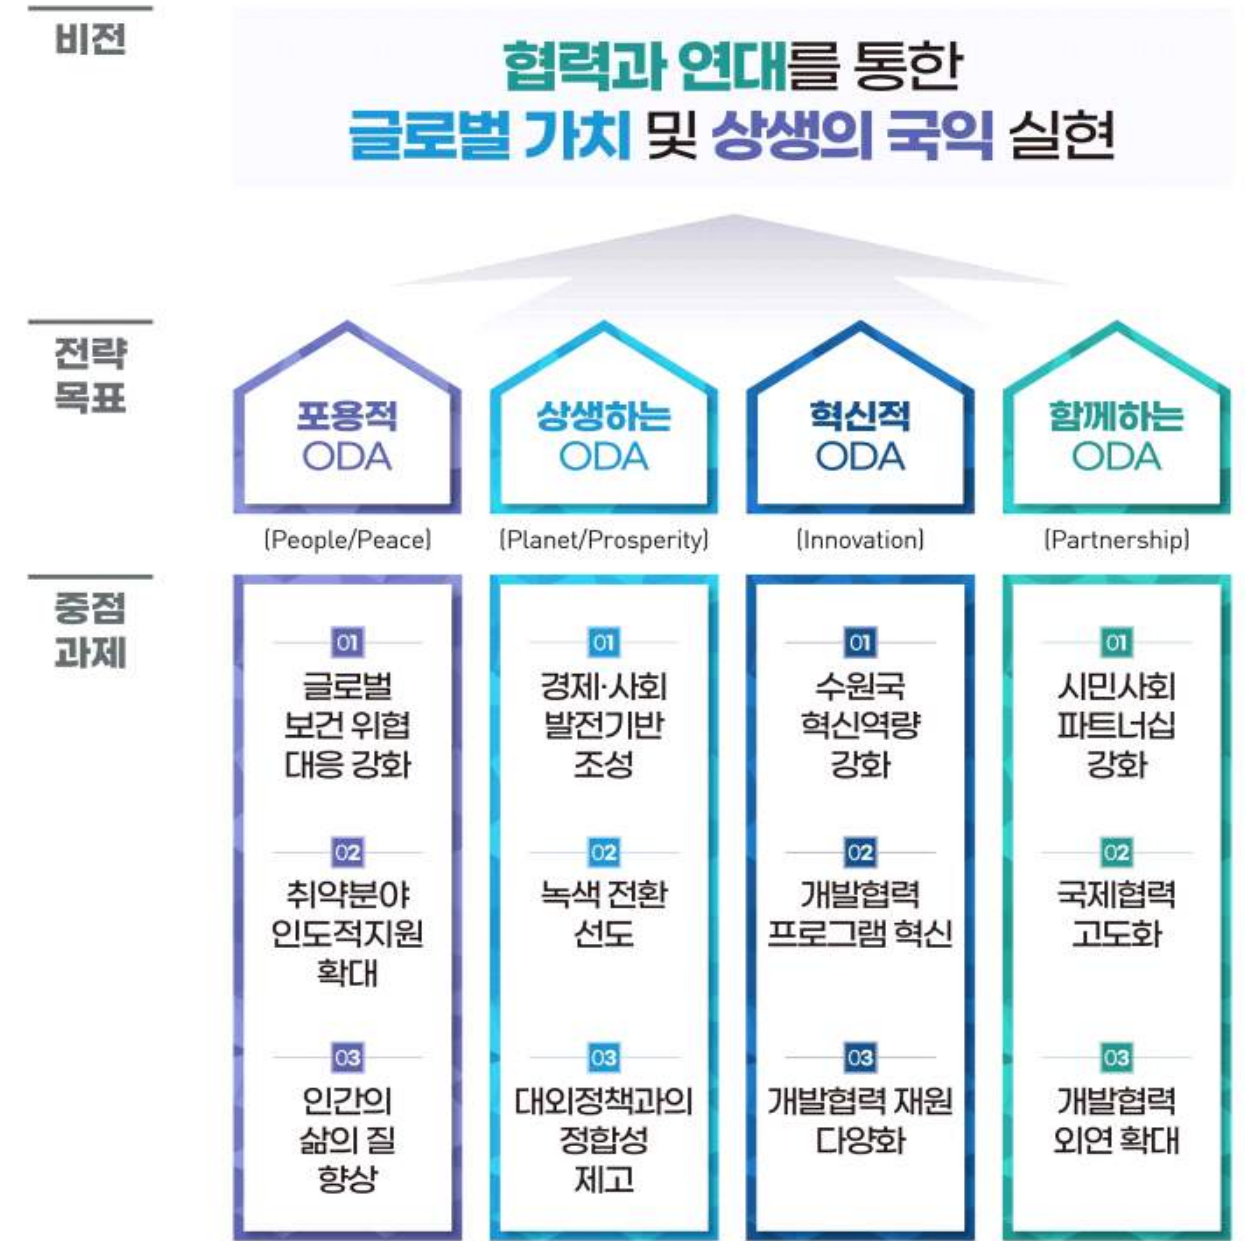 비전
협력과 연대를 통한
글로벌 가치 및 상생의 국익 실현
전략
목표
포용적
ODA
(People/Peace)
상생하는
ODA
(Planet/Prosperity)
혁신적
ODA
(Innovation)
함께하는
ODA
(Partnership)
중점
과제
01
글로벌
보건 위협
대응 강화
02
취약분야
인도적지원
확대
03
인간의
삶의 질
향상
01
경제·사회
발전기반
조성
02
녹색 전환
선도
03
대외정책과의
정합성
제고
01
수원국
혁신역량
강화
02
개발협력
프로그램 혁신
03
개발협력 재원
다양화
01
시민사회
파트너십
강화
02
국제협력
고도화
03
개발협력
외연 확대